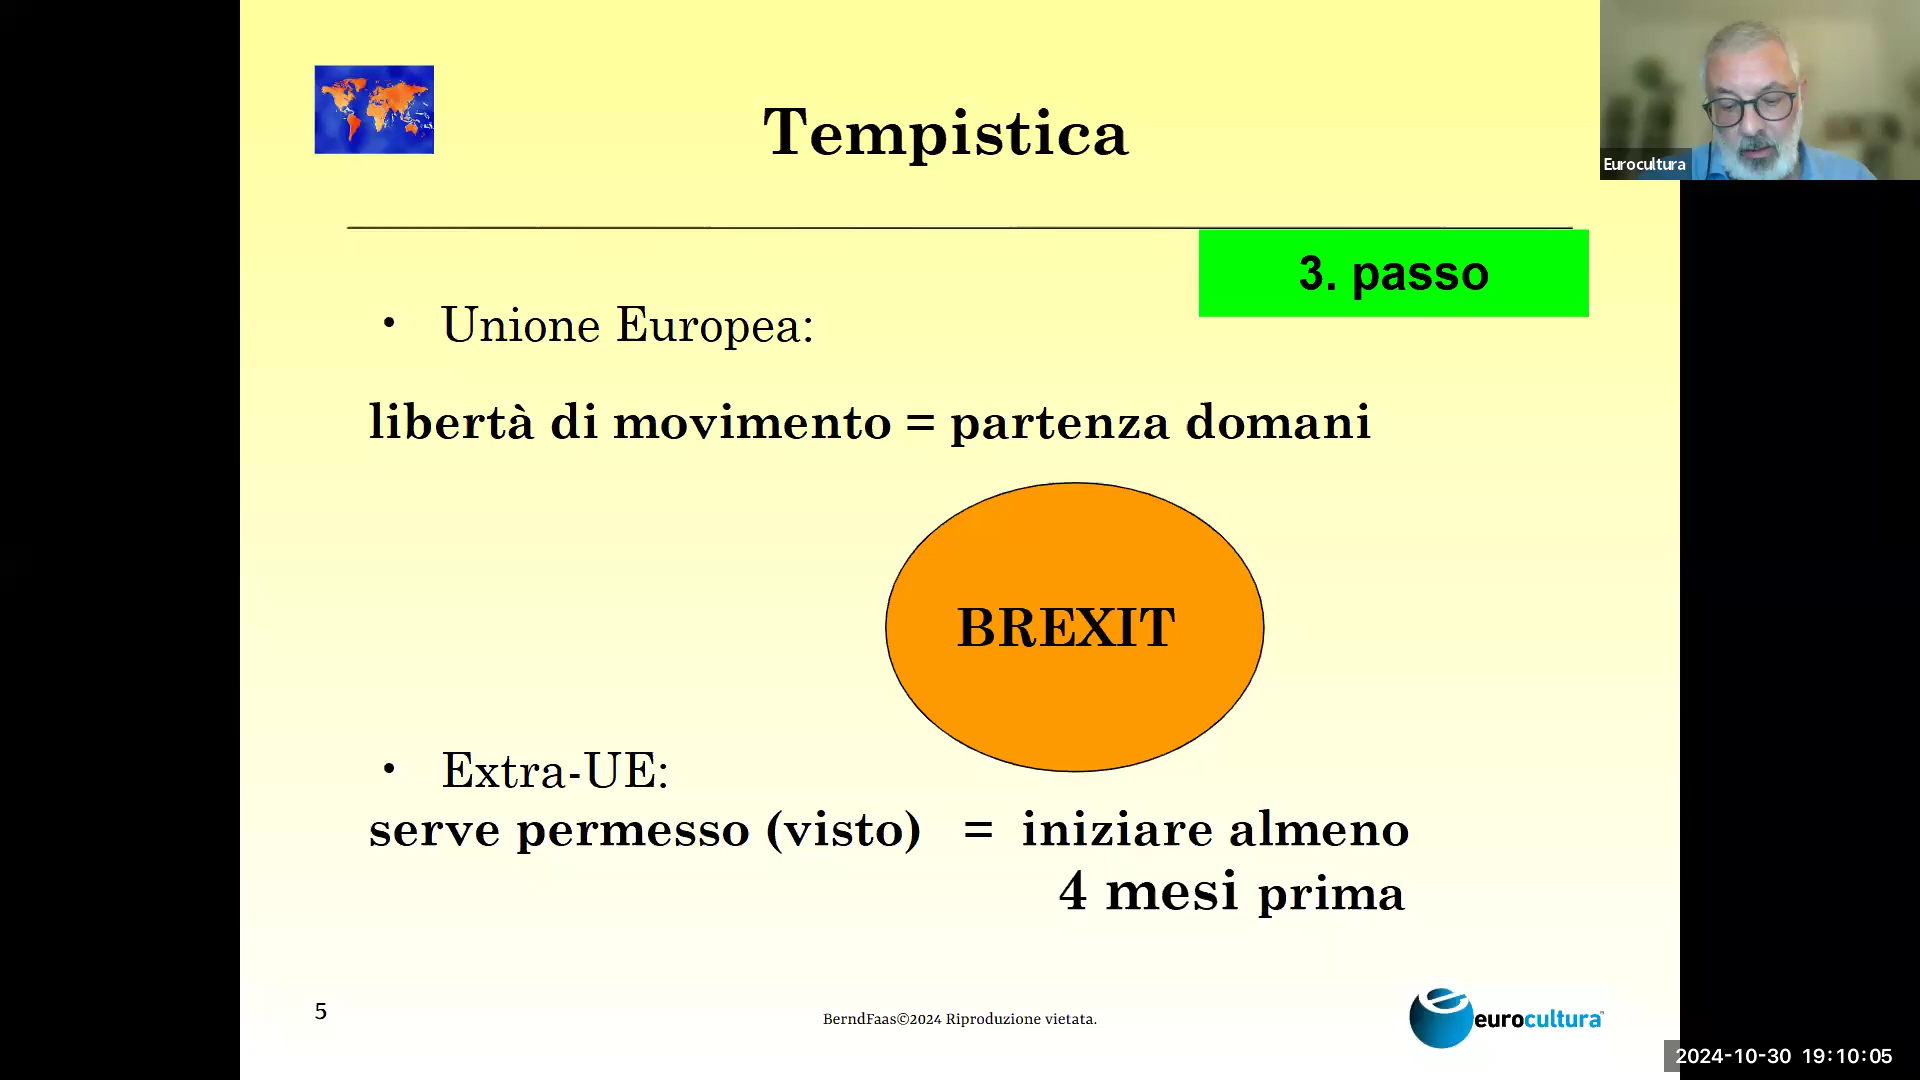 Tempistica
Eurocultura
3. passo
• Unione Europea:
libertà di movimento = partenza domani
BREXIT
• Extra-UE:
serve permesso (visto) = iniziare almeno
4 mesi prima
5
BerndFaas©2024 Riproduzione vietata.
eurocultura
2024-10-30 19:10:05